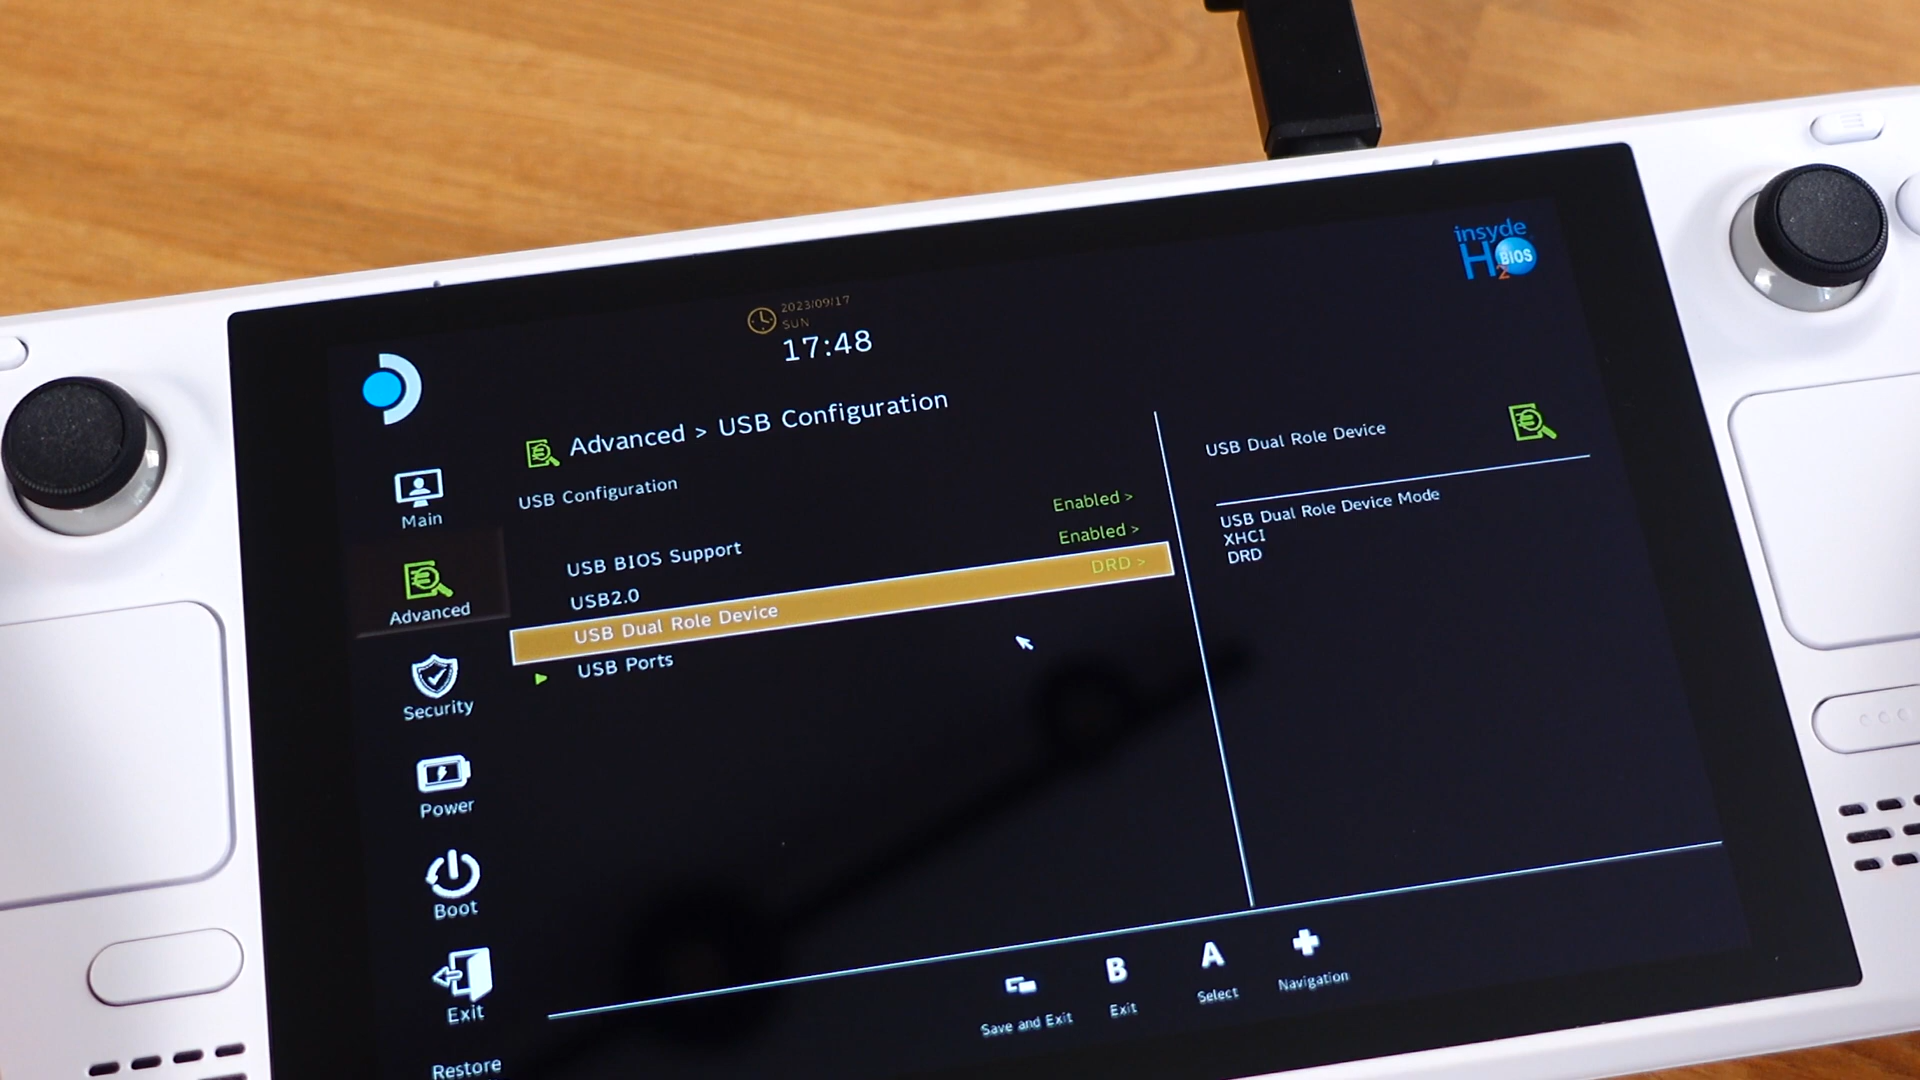 insyde
H2 BIOS
2023/09/17
SUN
17:48
Advanced > USB Configuration
USB Configuration
USB BIOS Support Enabled >
USB2.0 Enabled >
USB Dual Role Device DRD >
USB Ports
USB Dual Role Device
USB Dual Role Device Mode
XHCI
DRD
Main
Advanced
Security
Power
Boot
Exit
Restore
B
A
Save and Exit
Exit
Select
Navigation